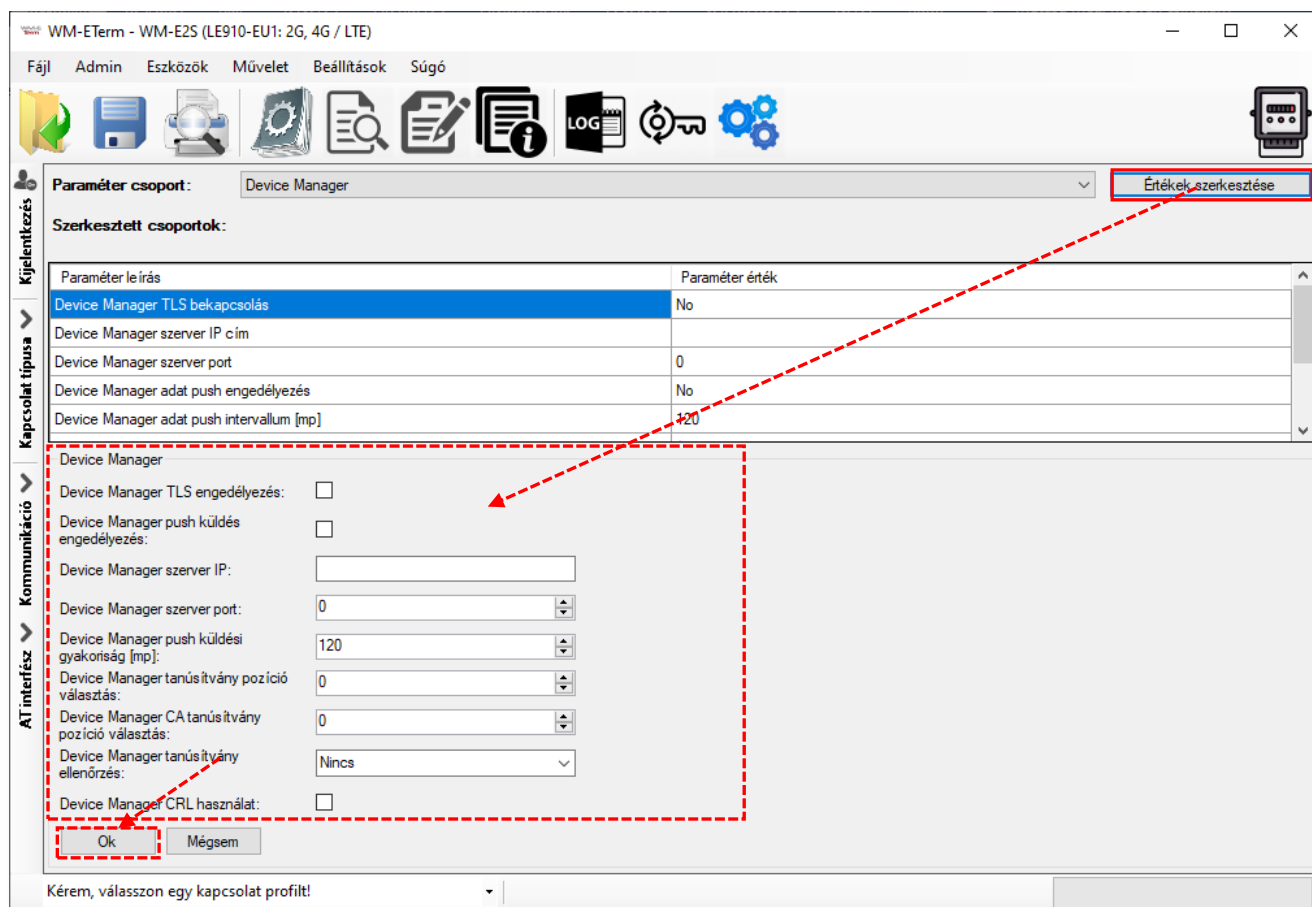 WM-ETerm - WM-E2S (LE910-EU1: 2G, 4G / LTE)
Fájl Admin Eszközök Művelet Beállítások Súgó
LOG
Kijelentkezés
Kapcsolat típusa
Kommunikáció
AT interfész
Paraméter csoport: Device Manager Értékek szerkesztése
Szerkesztett csoportok:
Paraméter leírás Paraméter érték
Device Manager TLS bekapcsolás No
Device Manager szerver IP cím
Device Manager szerver port 0
Device Manager adat push engedélyezés No
Device Manager adat push intervallum [mp] 120
Device Manager
Device Manager TLS engedélyezés:
Device Manager push küldés
engedélyezés:
Device Manager szerver IP:
Device Manager szerver port: 0
Device Manager push küldési
gyakoriság [mp]: 120
Device Manager tanúsítvány pozíció
választás: 0
Device Manager CA tanúsítvány
pozíció választás: 0
Device Manager tanúsítvány
ellenőrzés: Nincs
Device Manager CRL használat:
Ok Mégsem
Kérem, válasszon egy kapcsolat profilt!